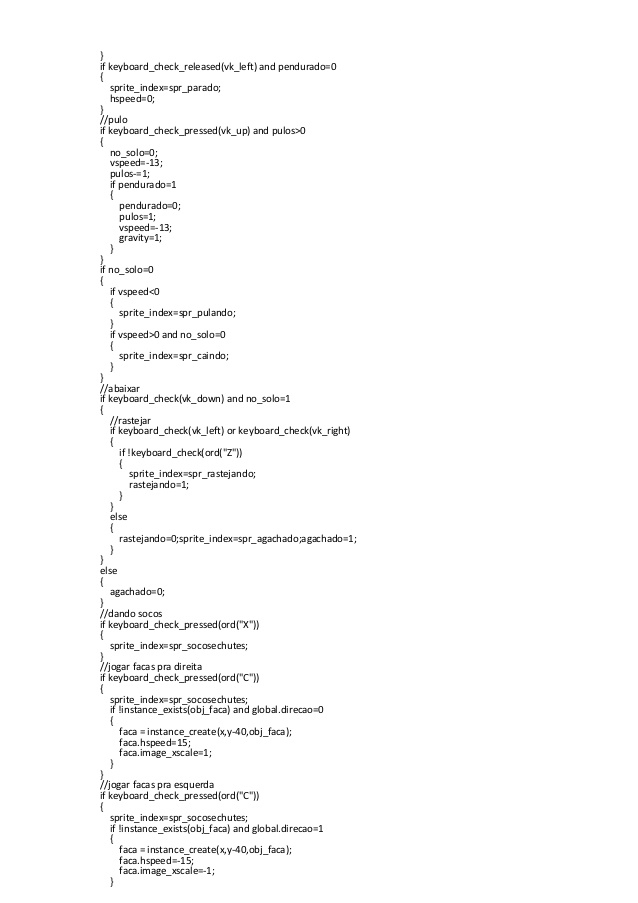 }
if keyboard_check_released(vk_left) and pendurado=0
{
sprite_index=spr_parado;
hspeed=0;
}
//pulo
if keyboard_check_pressed(vk_up) and pulos>0
{
no_solo=0;
vspeed=-13;
pulos-=1;
if pendurado=1
{
pendurado=0;
pulos=1;
vspeed=-13;
gravity=1;
}
}
if no_solo=0
{
if vspeed<0
{
sprite_index=spr_pulando;
}
if vspeed>0 and no_solo=0
{
sprite_index=spr_caindo;
}
}
//abaixar
if keyboard_check(vk_down) and no_solo=1
{
//rastejar
if keyboard_check(vk_left) or keyboard_check(vk_right)
{
if !keyboard_check(ord("Z"))
{
sprite_index=spr_rastejando;
rastejando=1;
}
}
else
{
rastejando=0;sprite_index=spr_agachado;agachado=1;
}
}
else
{
agachado=0;
}
//dando socos
if keyboard_check_pressed(ord("X"))
{
sprite_index=spr_socosechutes;
}
//jogar facas pra direita
if keyboard_check_pressed(ord("C"))
{
sprite_index=spr_socosechutes;
if !instance_exists(obj_faca) and global.direcao=0
{
faca = instance_create(x,y-40,obj_faca);
faca.hspeed=15;
faca.image_xscale=1;
}
}
//jogar facas pra esquerda
if keyboard_check_pressed(ord("C"))
{
sprite_index=spr_socosechutes;
if !instance_exists(obj_faca) and global.direcao=1
{
faca = instance_create(x,y-40,obj_faca);
faca.hspeed=-15;
faca.image_xscale=-1;
}